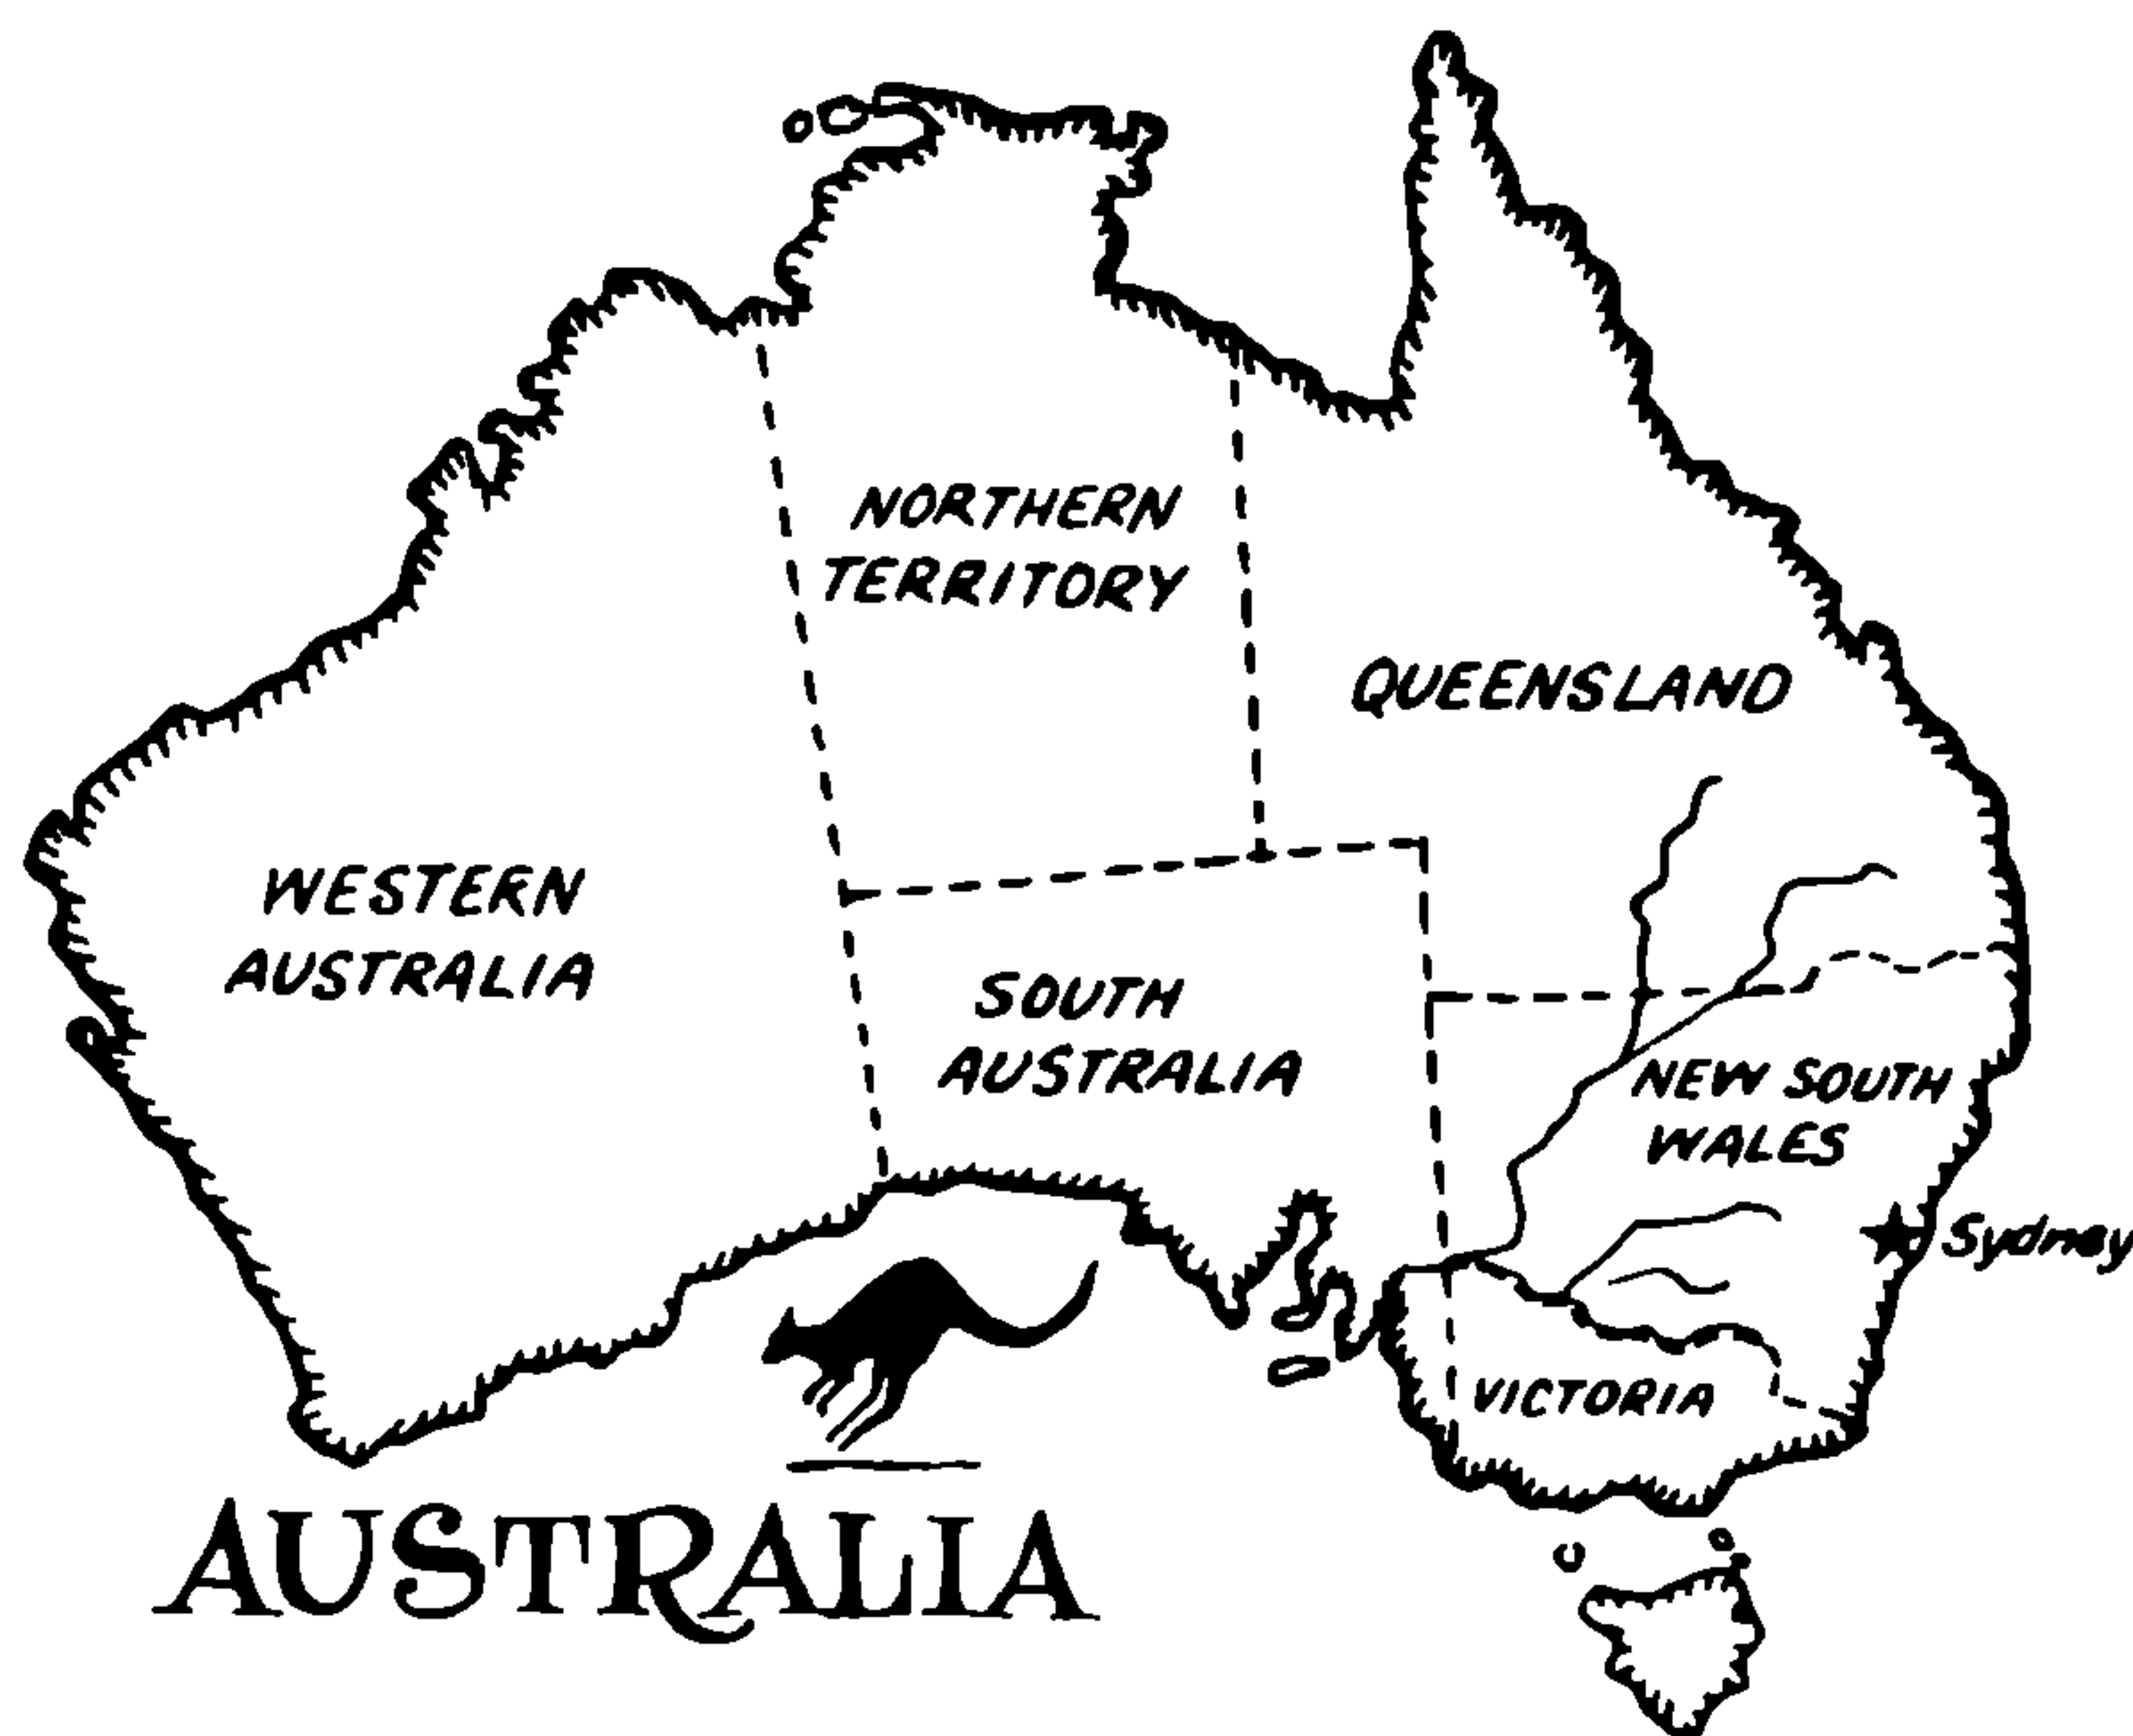 NORTHERN
TERRITORY
QUEENSLAND
WESTERN
AUSTRALIA
SOUTH
AUSTRALIA
NEW SOUTH
WALES
Sydney
VICTORIA
AUSTRALIA